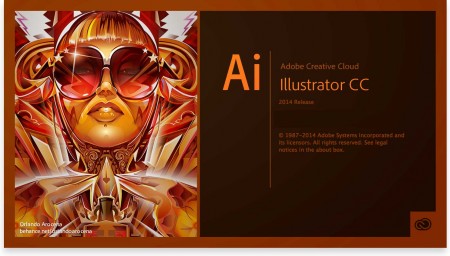 Ai
Adobe Creative Cloud
Illustrator CC
2014 Release
© 1987–2014 Adobe Systems Incorporated and
its licensors. All rights reserved. See legal
notices in the about box.
Orlando Arocena
behance.net/orlandoarocena